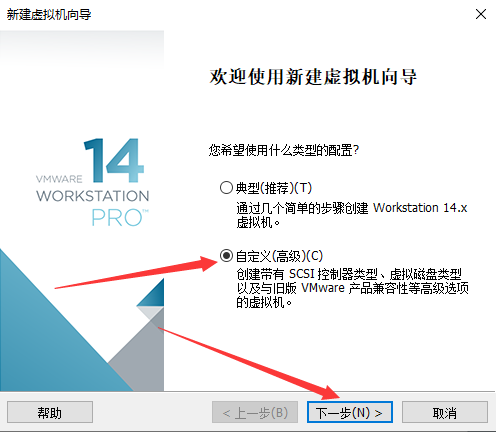 新建虚拟机向导
欢迎使用新建虚拟机向导
14
VMWARE
WORKSTATION
PRO™
您希望使用什么类型的配置?
典型(推荐)(T)
通过几个简单的步骤创建 Workstation 14.x
虚拟机。
自定义(高级)(C)
创建带有 SCSI 控制器类型、虚拟磁盘类型
以及与旧版 VMware 产品兼容性等高级选项
的虚拟机。
帮助
< 上一步(B)
下一步(N) >
取消